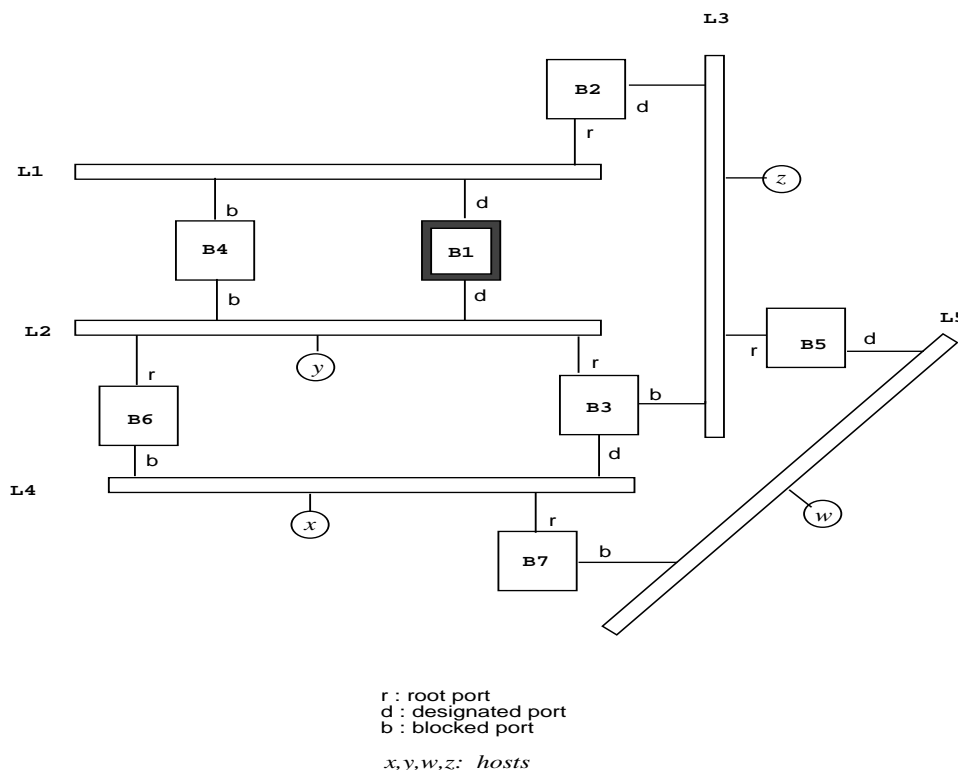 L3
B2
d
r
L1
z
b
d
B4
B1
b
d
L2
L5
r
B5
d
y
r
r
B6
B3
b
b
d
L4
x
r
w
B7
b
r : root port
d : designated port
b : blocked port
x,y,w,z: hosts